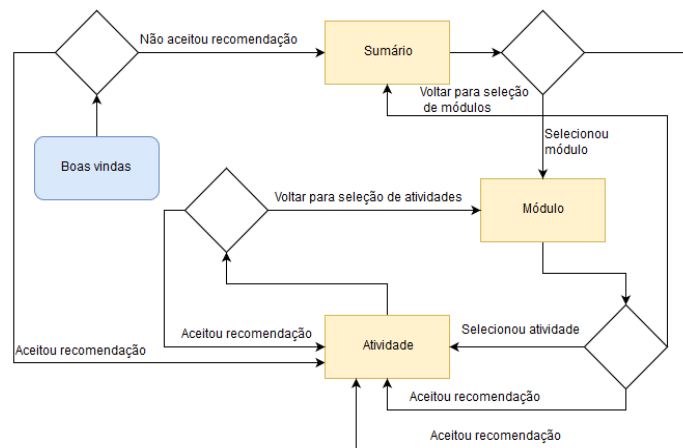 Não aceitou recomendação
Sumário
Voltar para seleção
de módulos
Selecionou
módulo
Boas vindas
Voltar para seleção de atividades
Módulo
Aceitou recomendação
Aceitou recomendação
Atividade
Selecionou atividade
Aceitou recomendação
Aceitou recomendação